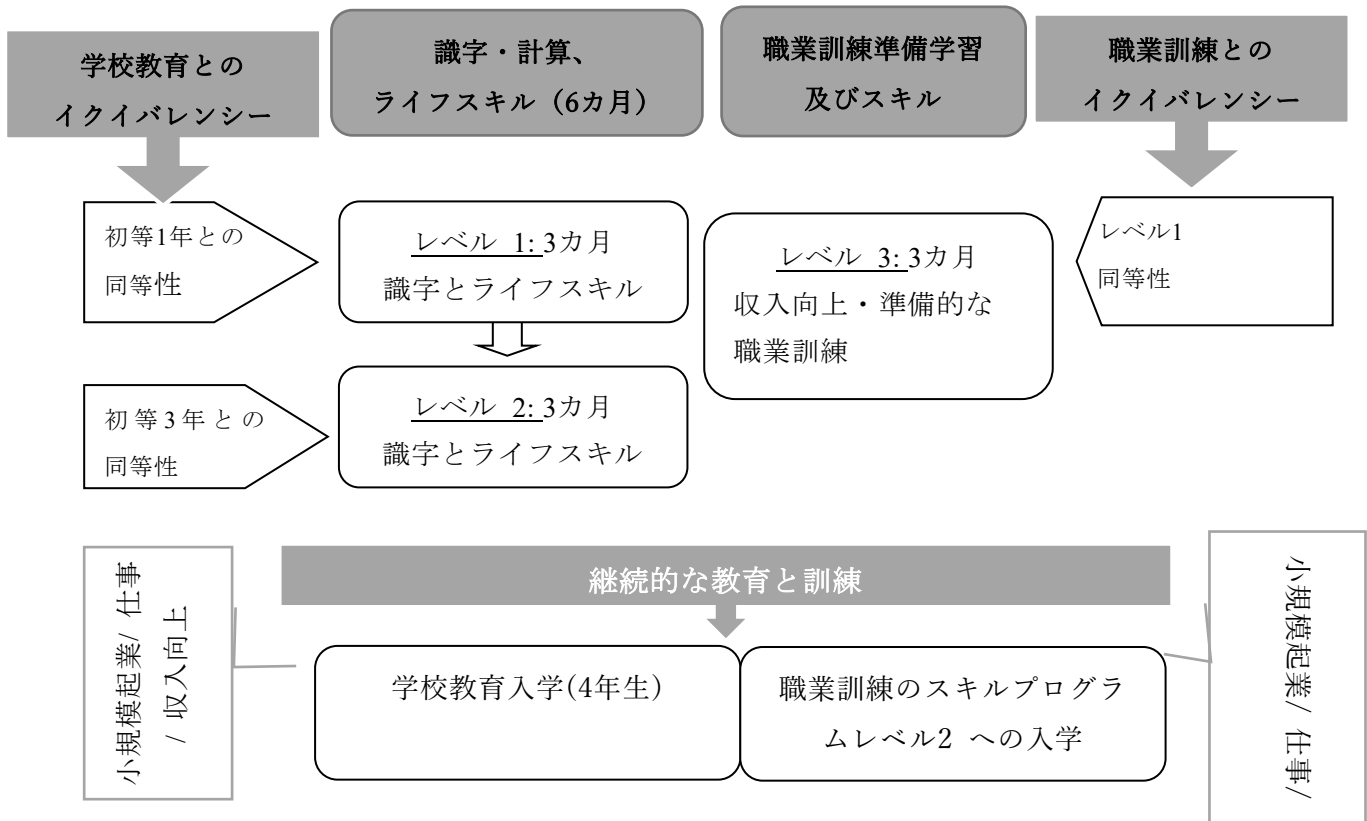 学校教育との
イクイバレンシー
識字・計算、
ライフスキル（6カ月）
職業訓練準備学習
及びスキル
職業訓練との
イクイバレンシー
初等1年との
同等性
レベル 1: 3カ月
識字とライフスキル
レベル 3: 3カ月
収入向上・準備的な
職業訓練
レベル1
同等性
初等3年との
同等性
レベル 2: 3カ月
識字とライフスキル
小規模起業/ 仕事
/ 収入向上
継続的な教育と訓練
学校教育入学(4年生)
職業訓練のスキルプログラ
ムレベル2 への入学
小規模起業/ 仕事/